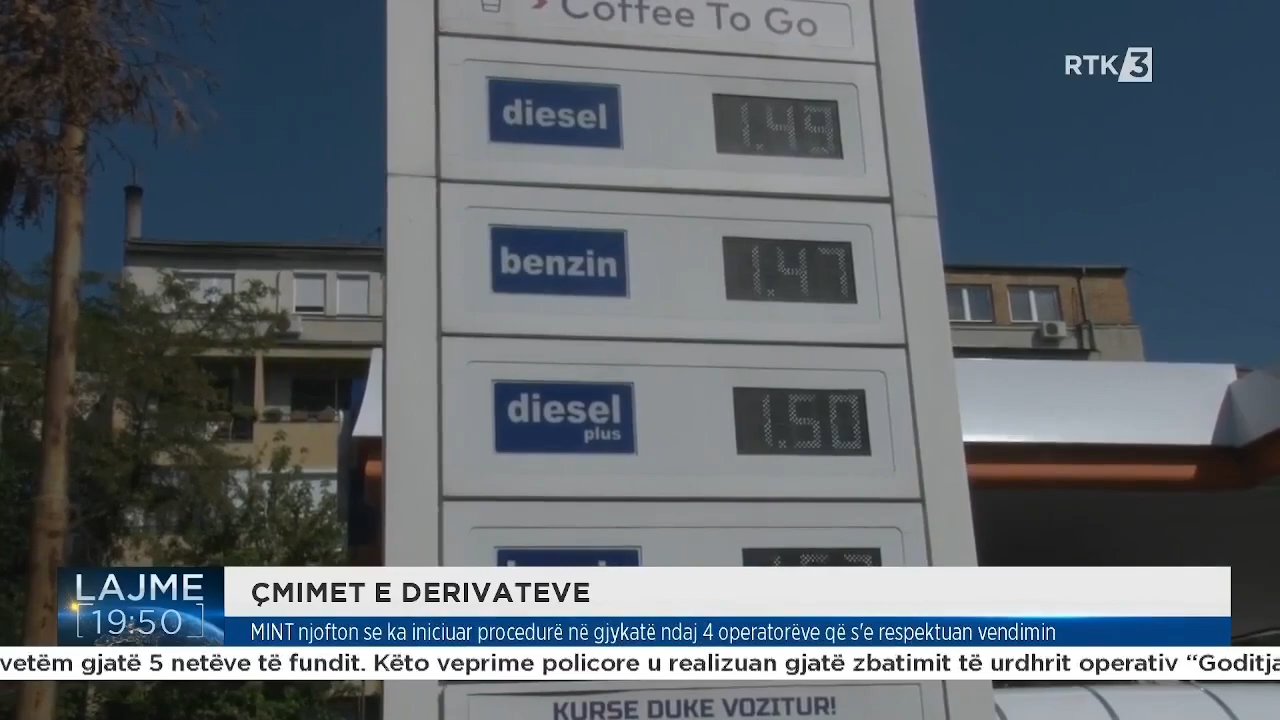 Coffee To Go
RTK 3
diesel
1.49
benzin
1.47
diesel
plus
1.50
LAJME
19:50
ÇMIMET E DERIVATEVE
MINT njofton se ka iniciuar procedurë në gjykatë ndaj 4 operatorëve që s'e respektuan vendimin
vetëm gjatë 5 netëve të fundit. Këto veprime policore u realizuan gjatë zbatimit të urdhrit operativ “Goditja
KURSE DUKE VOZITUR!